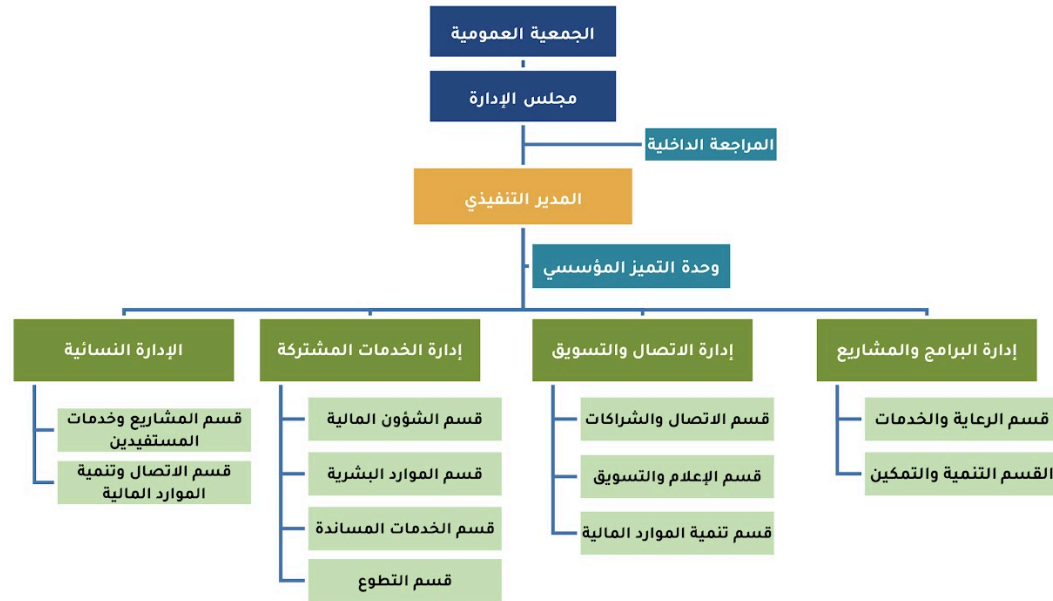 الجمعية العمومية
مجلس الإدارة
المراجعة الداخلية
المدير التنفيذي
وحدة التميز المؤسسي
إدارة البرامج والمشاريع
قسم الرعاية والخدمات
القسم التنمية والتمكين
إدارة الاتصال والتسويق
قسم الاتصال والشراكات
قسم الإعلام والتسويق
قسم تنمية الموارد المالية
إدارة الخدمات المشتركة
قسم الشؤون المالية
قسم الموارد البشرية
قسم الخدمات المساندة
قسم التطوع
الإدارة النسائية
قسم المشاريع وخدمات
المستفيدين
قسم الاتصال وتنمية
الموارد المالية